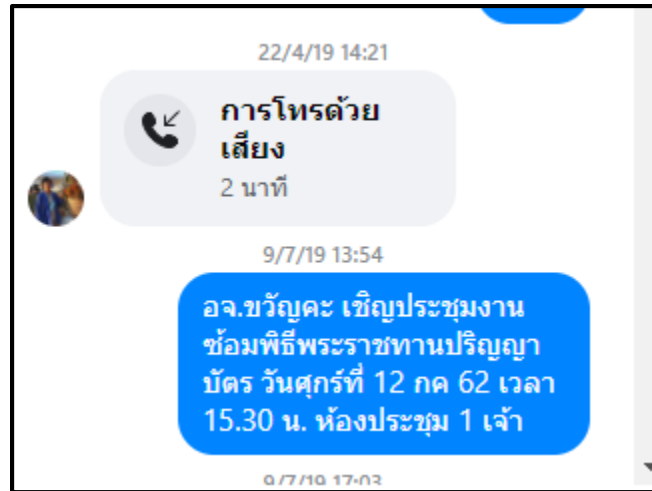 22/4/19 14:21
การโทรด้วย
เสียง
2 นาที
9/7/19 13:54
อจ.ขวัญคะ เชิญประชุมงาน
ซ้อมพิธีพระราชทานปริญญา
บัตร วันศุกร์ที่ 12 กค 62 เวลา
15.30 น. ห้องประชุม 1 เจ้า
9/7/19 17:03